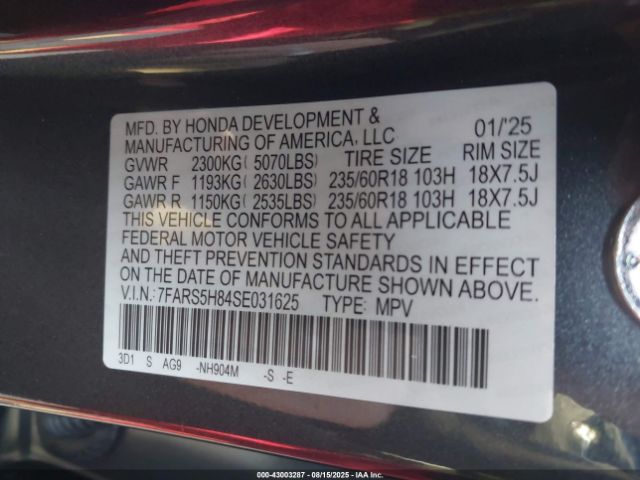 MFD. BY HONDA DEVELOPMENT &
MANUFACTURING OF AMERICA, LLC 01/'25
GVWR 2300KG( 5070LBS) TIRE SIZE RIM SIZE
GAWR F 1193KG( 2630LBS) 235/60R18 103H 18X7.5J
GAWR R 1150KG( 2535LBS) 235/60R18 103H 18X7.5J
THIS VEHICLE CONFORMS TO ALL APPLICABLE
FEDERAL MOTOR VEHICLE SAFETY
AND THEFT PREVENTION STANDARDS IN EFFECT
ON THE DATE OF MANUFACTURE SHOWN ABOVE.
V.I.N.: 7FARS5H84SE031625 TYPE: MPV
3D1 S AG9 -NH904M -S -E
000-43003287 - 08/15/2025 - IAAI.COM